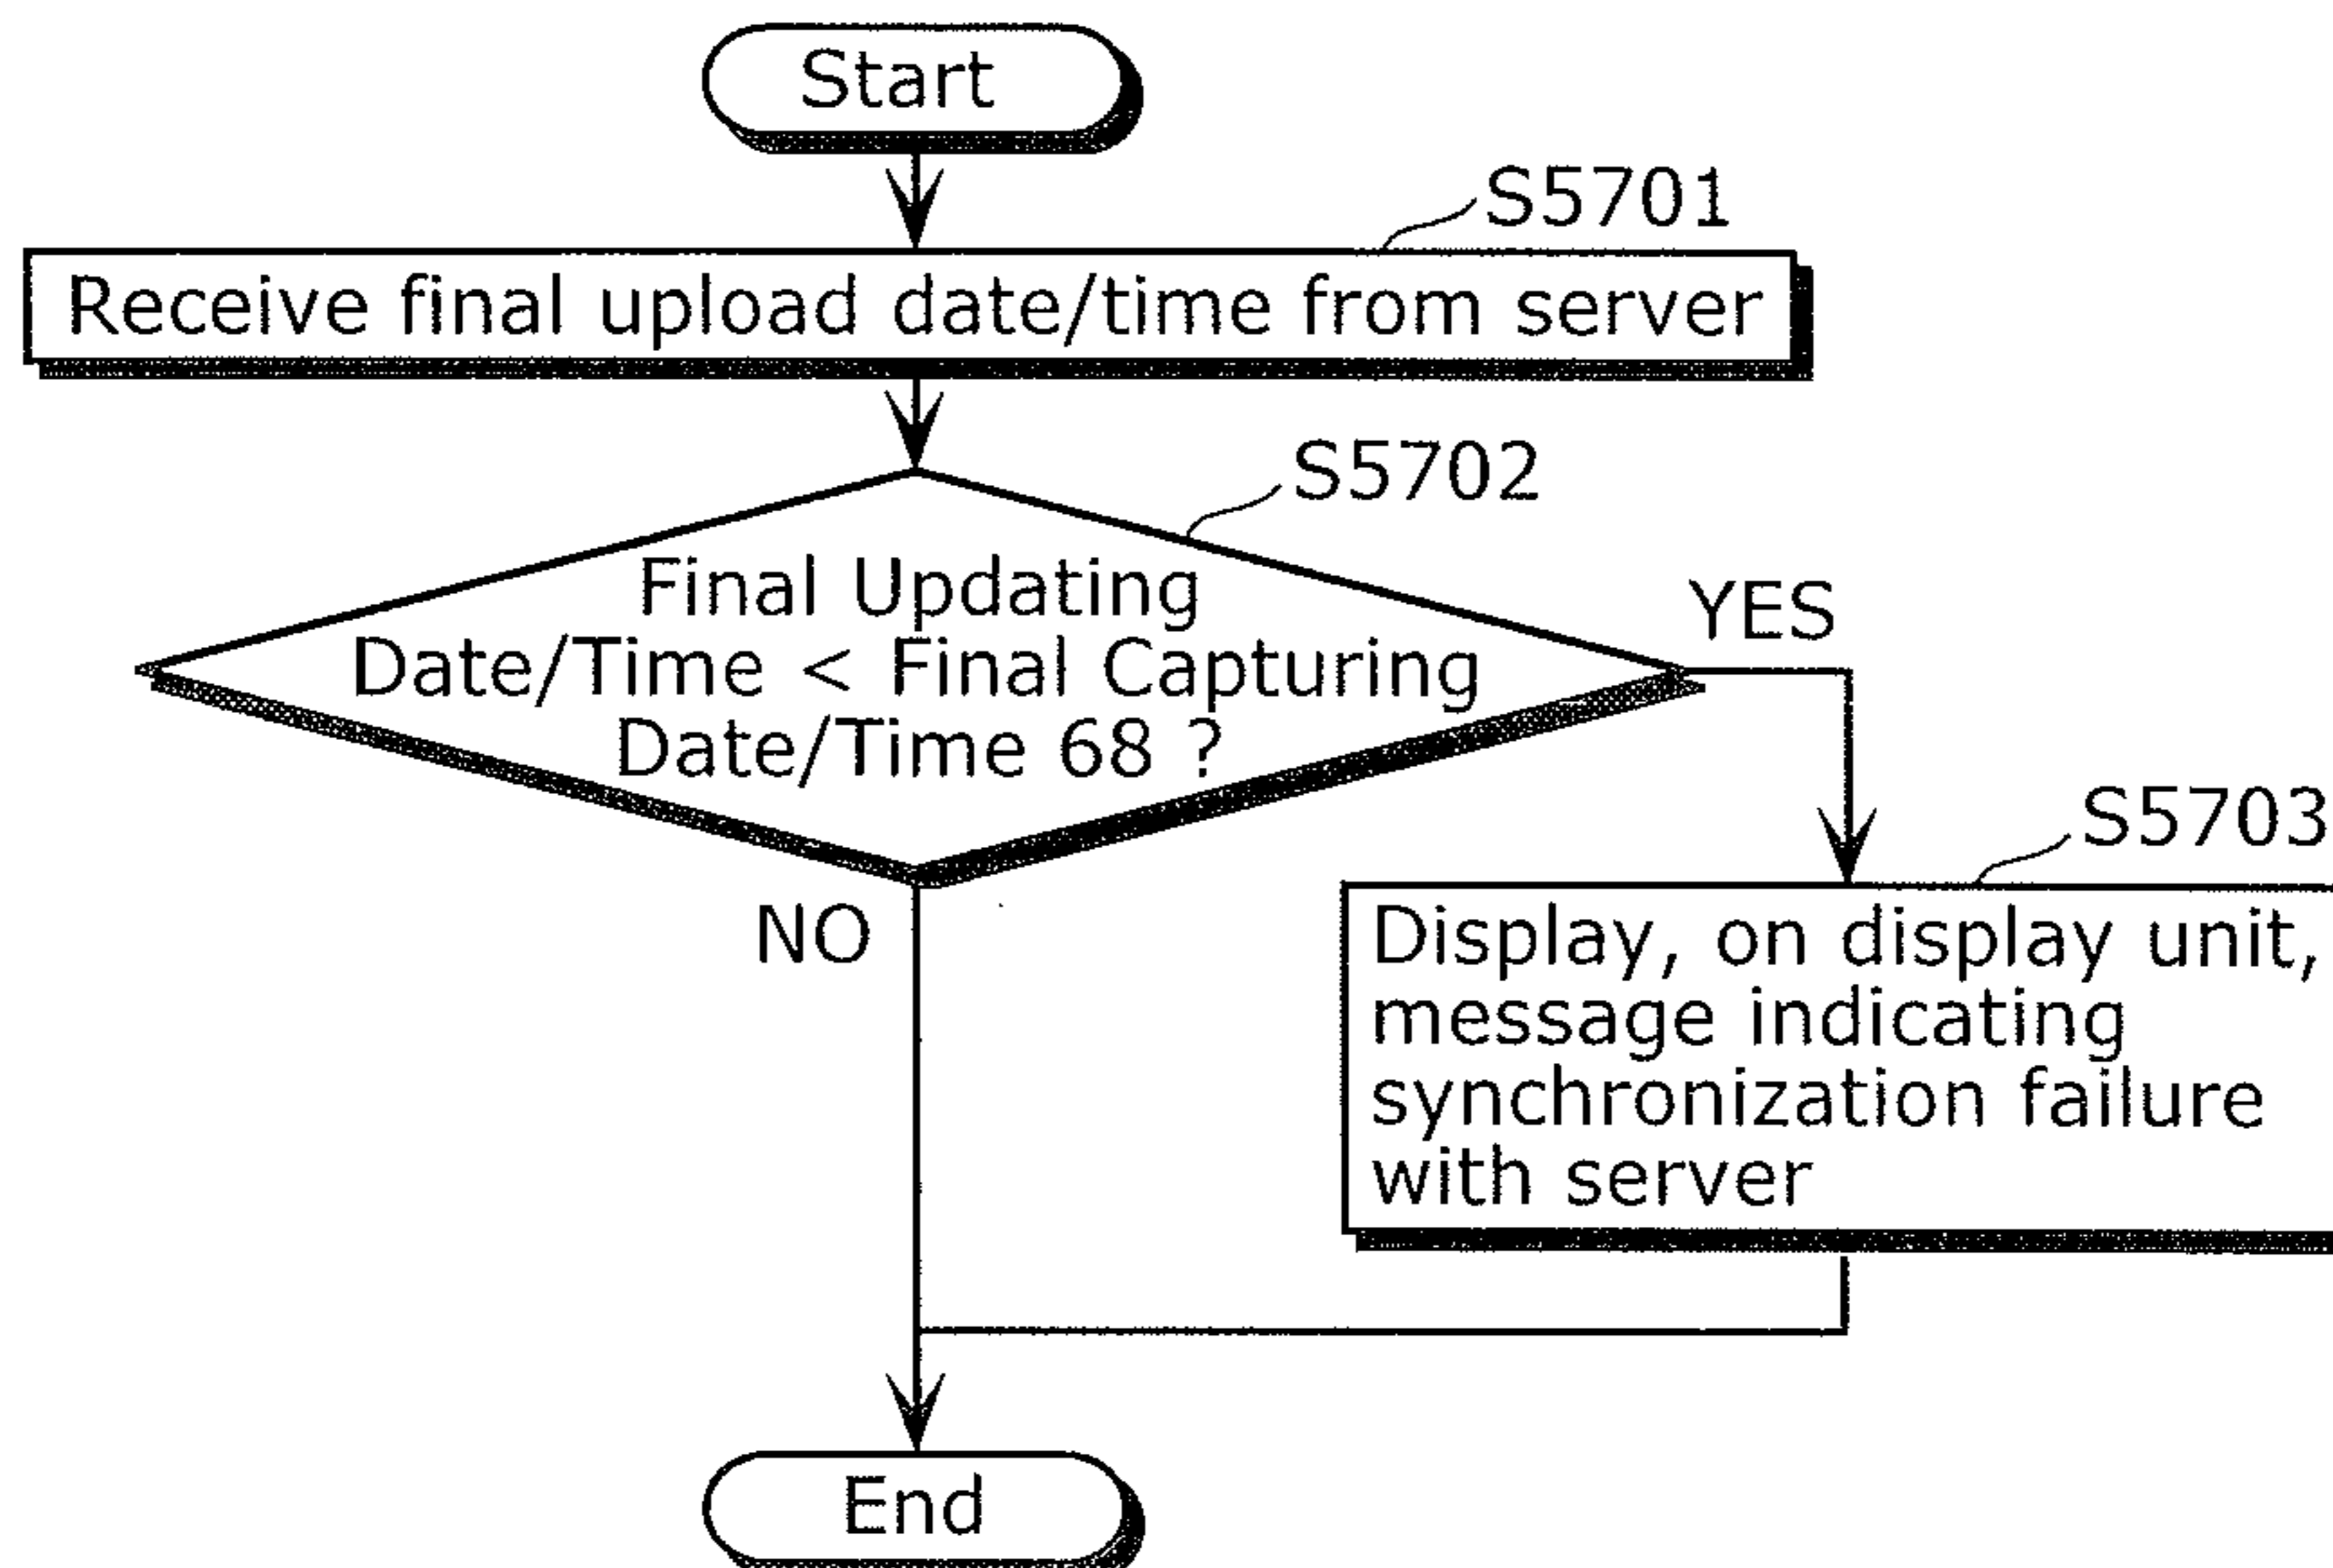 Start
S5701
Receive final upload date/time from server
S5702
Final Updating
Date/Time < Final Capturing
Date/Time 68 ?
YES
NO
S5703
Display, on display unit,
message indicating
synchronization failure
with server
End